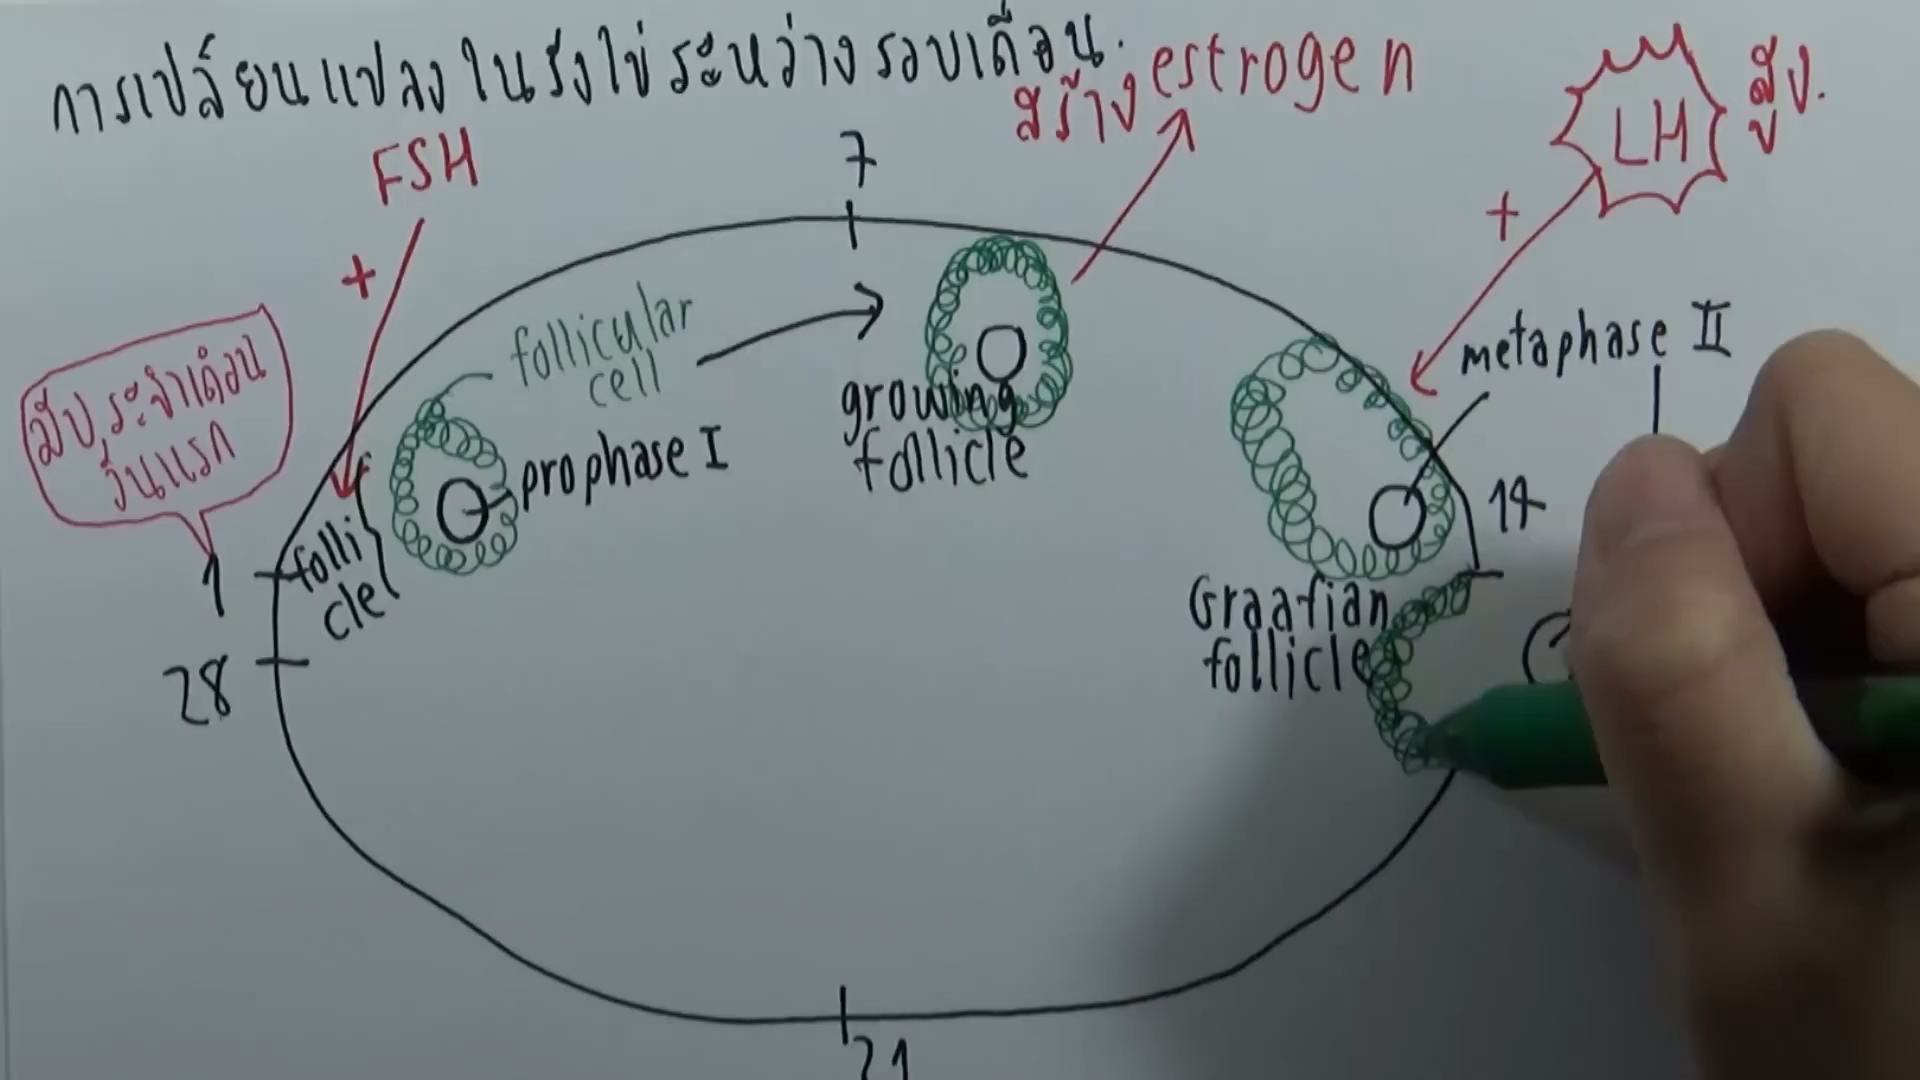 การเปลี่ยนแปลงในรังไข่ระหว่างรอบเดือน.
สร้าง estrogen
LH สูง.
FSH
+
7
+
มีประจำเดือน
วันแรก
follicular
cell
prophase I
growing
follicle
metaphase II
14
1
folli
cle
28
Graafian
follicle
21